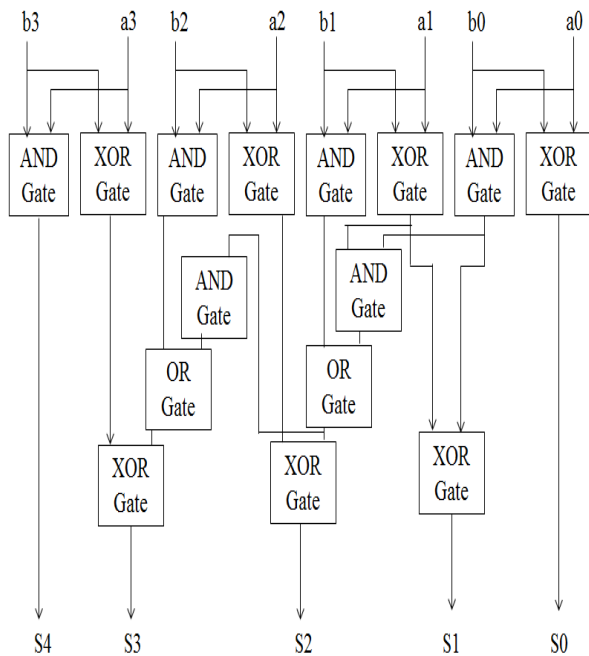 b3 a3 b2 a2 b1 a1 b0 a0
AND Gate
XOR Gate
AND Gate
XOR Gate
AND Gate
XOR Gate
AND Gate
XOR Gate
AND Gate
AND Gate
OR Gate
OR Gate
XOR Gate
XOR Gate
XOR Gate
S4 S3 S2 S1 S0